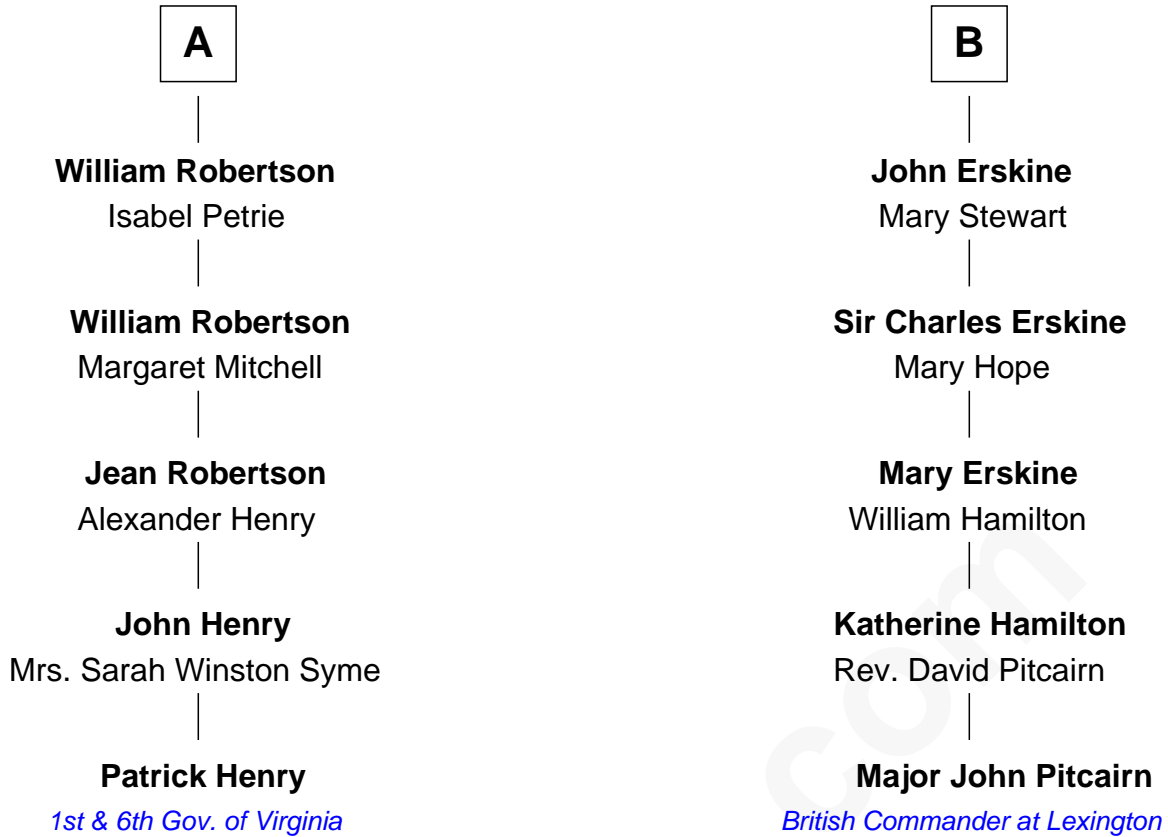 A
William Robertson
Isabel Petrie
William Robertson
Margaret Mitchell
Jean Robertson
Alexander Henry
John Henry
Mrs. Sarah Winston Syme
Patrick Henry
1st & 6th Gov. of Virginia
B
John Erskine
Mary Stewart
Sir Charles Erskine
Mary Hope
Mary Erskine
William Hamilton
Katherine Hamilton
Rev. David Pitcairn
Major John Pitcairn
British Commander at Lexington
com